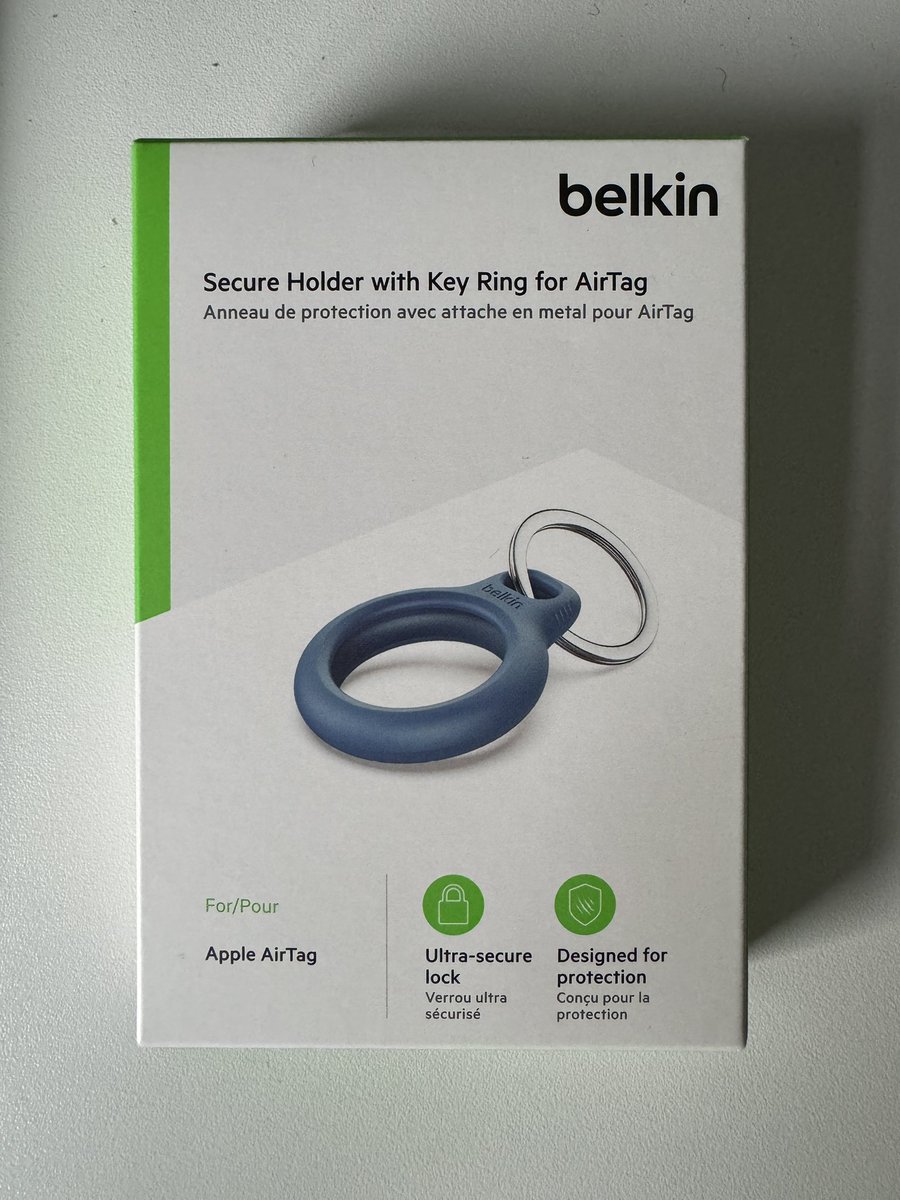 belkin
Secure Holder with Key Ring for AirTag
Anneau de protection avec attache en metal pour AirTag
belkin
For/Pour
Apple AirTag
Ultra-secure
lock
Verrou ultra
sécurisé
Designed for
protection
Conçu pour la
protection